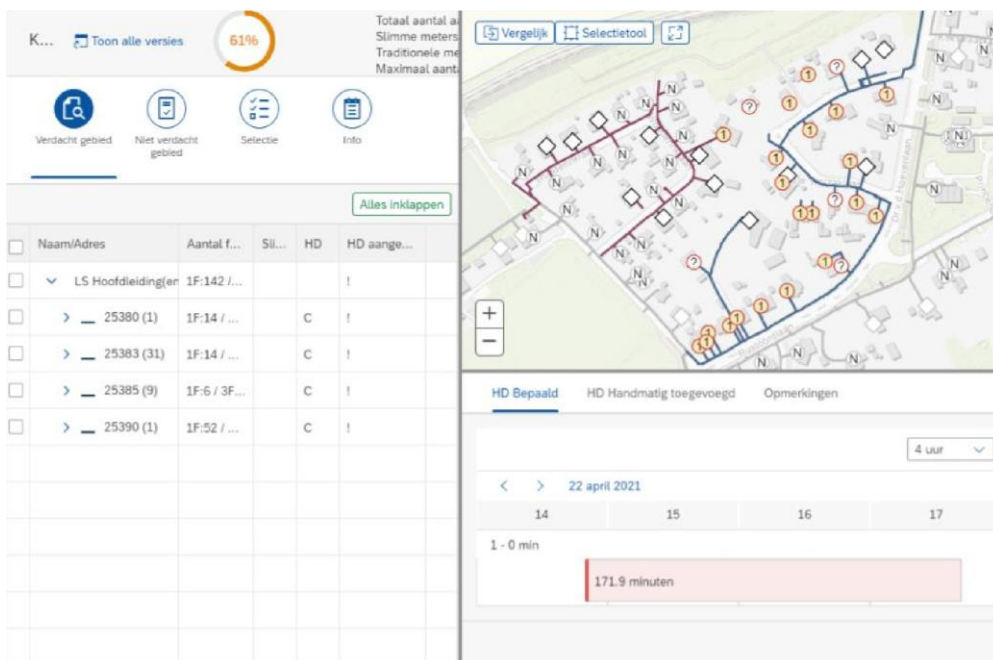 K... Toon alle versies
61%
Totaal aantal a
Slimme meters
Traditionele me
Maximaal aant
Verdacht gebied
Niet verdacht
gebied
Selectie
Info
Alles inklappen
Naam/Adres Aantal f... Sli... HD HD aange...
LS Hoofdleiding(er 1F:142 /... !
25380 (1) 1F:14 / ... C !
25383 (31) 1F:14 / ... C !
25385 (9) 1F:6 / 3F... C !
25390 (1) 1F:52 / ... C !
Vergelijk Selectietool
+
−
HD Bepaald HD Handmatig toegevoegd Opmerkingen
4 uur
< > 22 april 2021
14 15 16 17
1 - 0 min
171.9 minuten